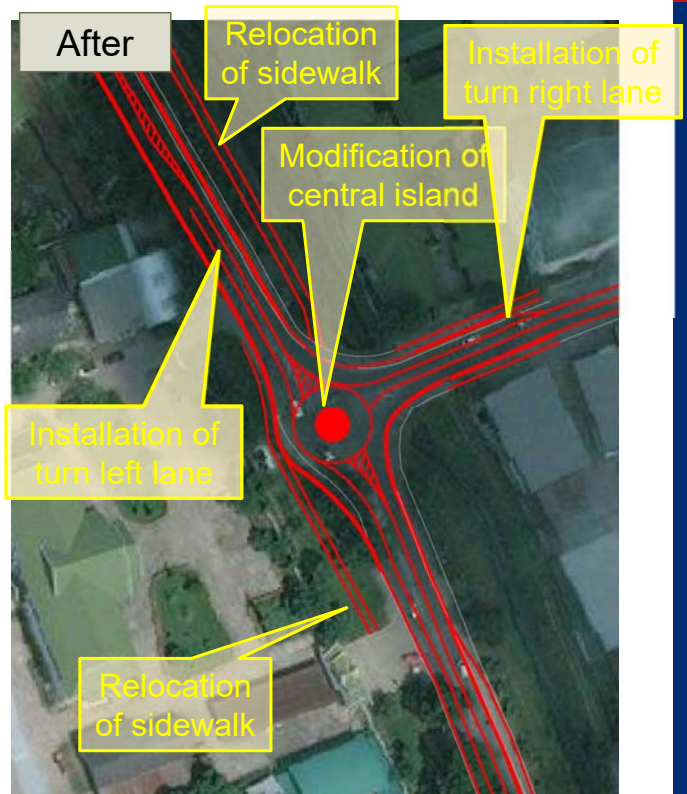 After
Relocation
of sidewalk
Installation of
turn right lane
Modification of
central island
Installation of
turn left lane
Relocation
of sidewalk